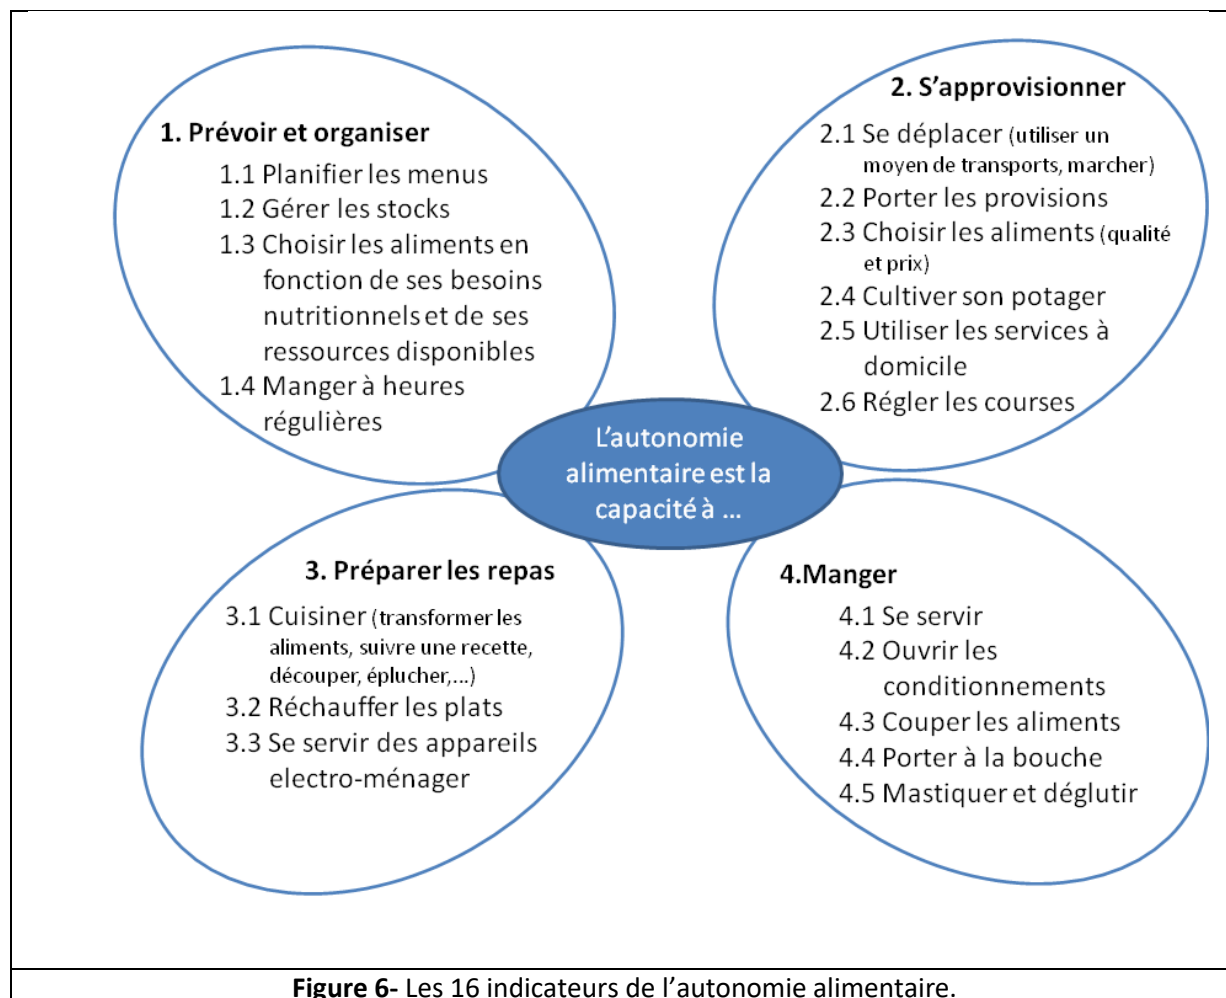 1. Prévoir et organiser
1.1 Planifier les menus
1.2 Gérer les stocks
1.3 Choisir les aliments en
fonction de ses besoins
nutritionnels et de ses
ressources disponibles
1.4 Manger à heures
régulières
2. S’approvisionner
2.1 Se déplacer (utiliser un
moyen de transports, marcher)
2.2 Porter les provisions
2.3 Choisir les aliments (qualité
et prix)
2.4 Cultiver son potager
2.5 Utiliser les services à
domicile
2.6 Régler les courses
L’autonomie
alimentaire est la
capacité à ...
3. Préparer les repas
3.1 Cuisiner (transformer les
aliments, suivre une recette,
découper, éplucher,...)
3.2 Réchauffer les plats
3.3 Se servir des appareils
electro-ménager
4.Manger
4.1 Se servir
4.2 Ouvrir les
conditionnements
4.3 Couper les aliments
4.4 Porter à la bouche
4.5 Mastiquer et déglutir
Figure 6- Les 16 indicateurs de l’autonomie alimentaire.